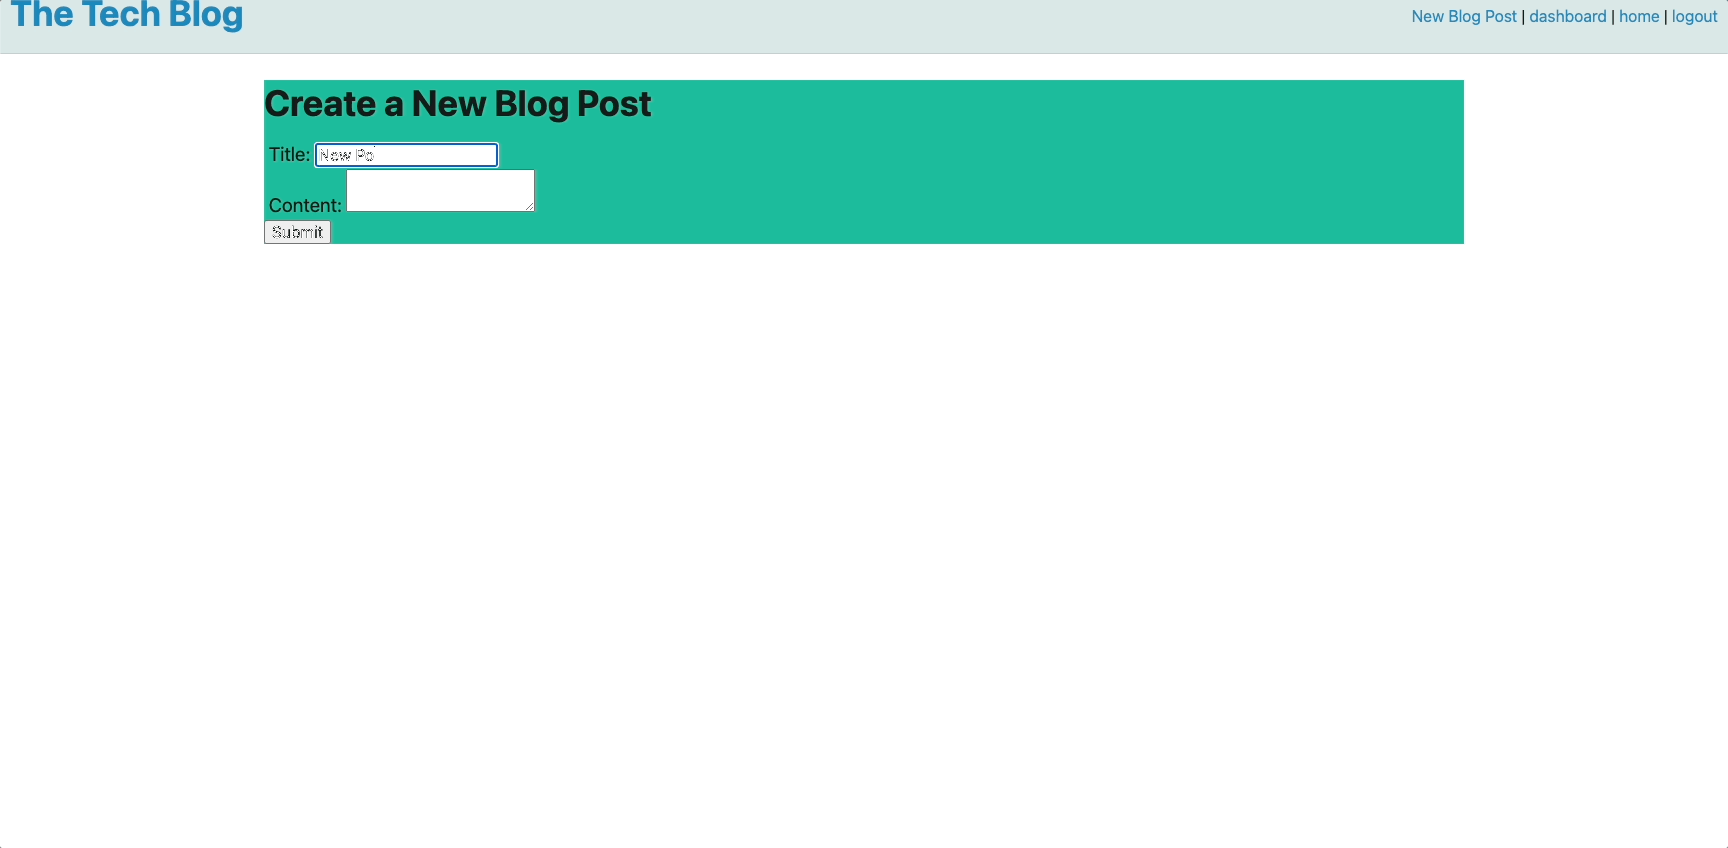 The Tech Blog
New Blog Post | dashboard | home | logout
Create a New Blog Post
Title: New Po
Content:
Submit